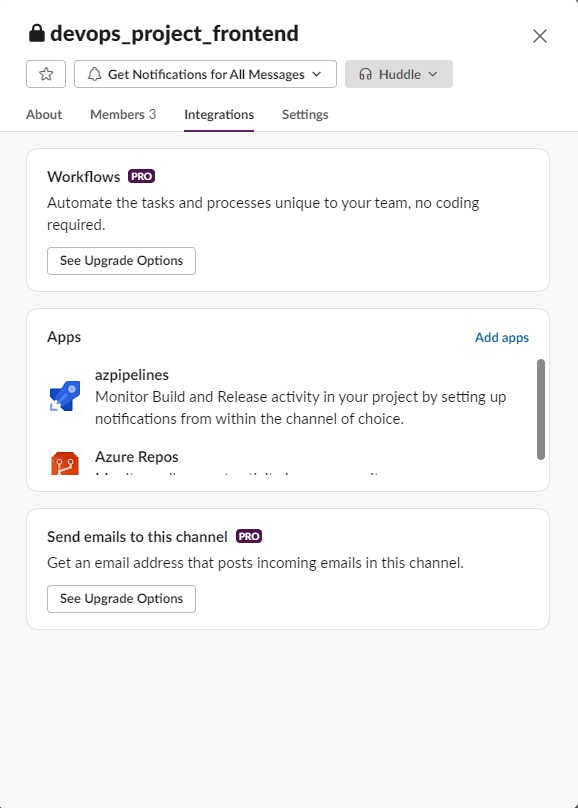 devops_project_frontend
Get Notifications for All Messages
Huddle
About
Members 3
Integrations
Settings
Workflows PRO
Automate the tasks and processes unique to your team, no coding
required.
See Upgrade Options
Apps
Add apps
azpipelines
Monitor Build and Release activity in your project by setting up
notifications from within the channel of choice.
Azure Repos
Send emails to this channel PRO
Get an email address that posts incoming emails in this channel.
See Upgrade Options